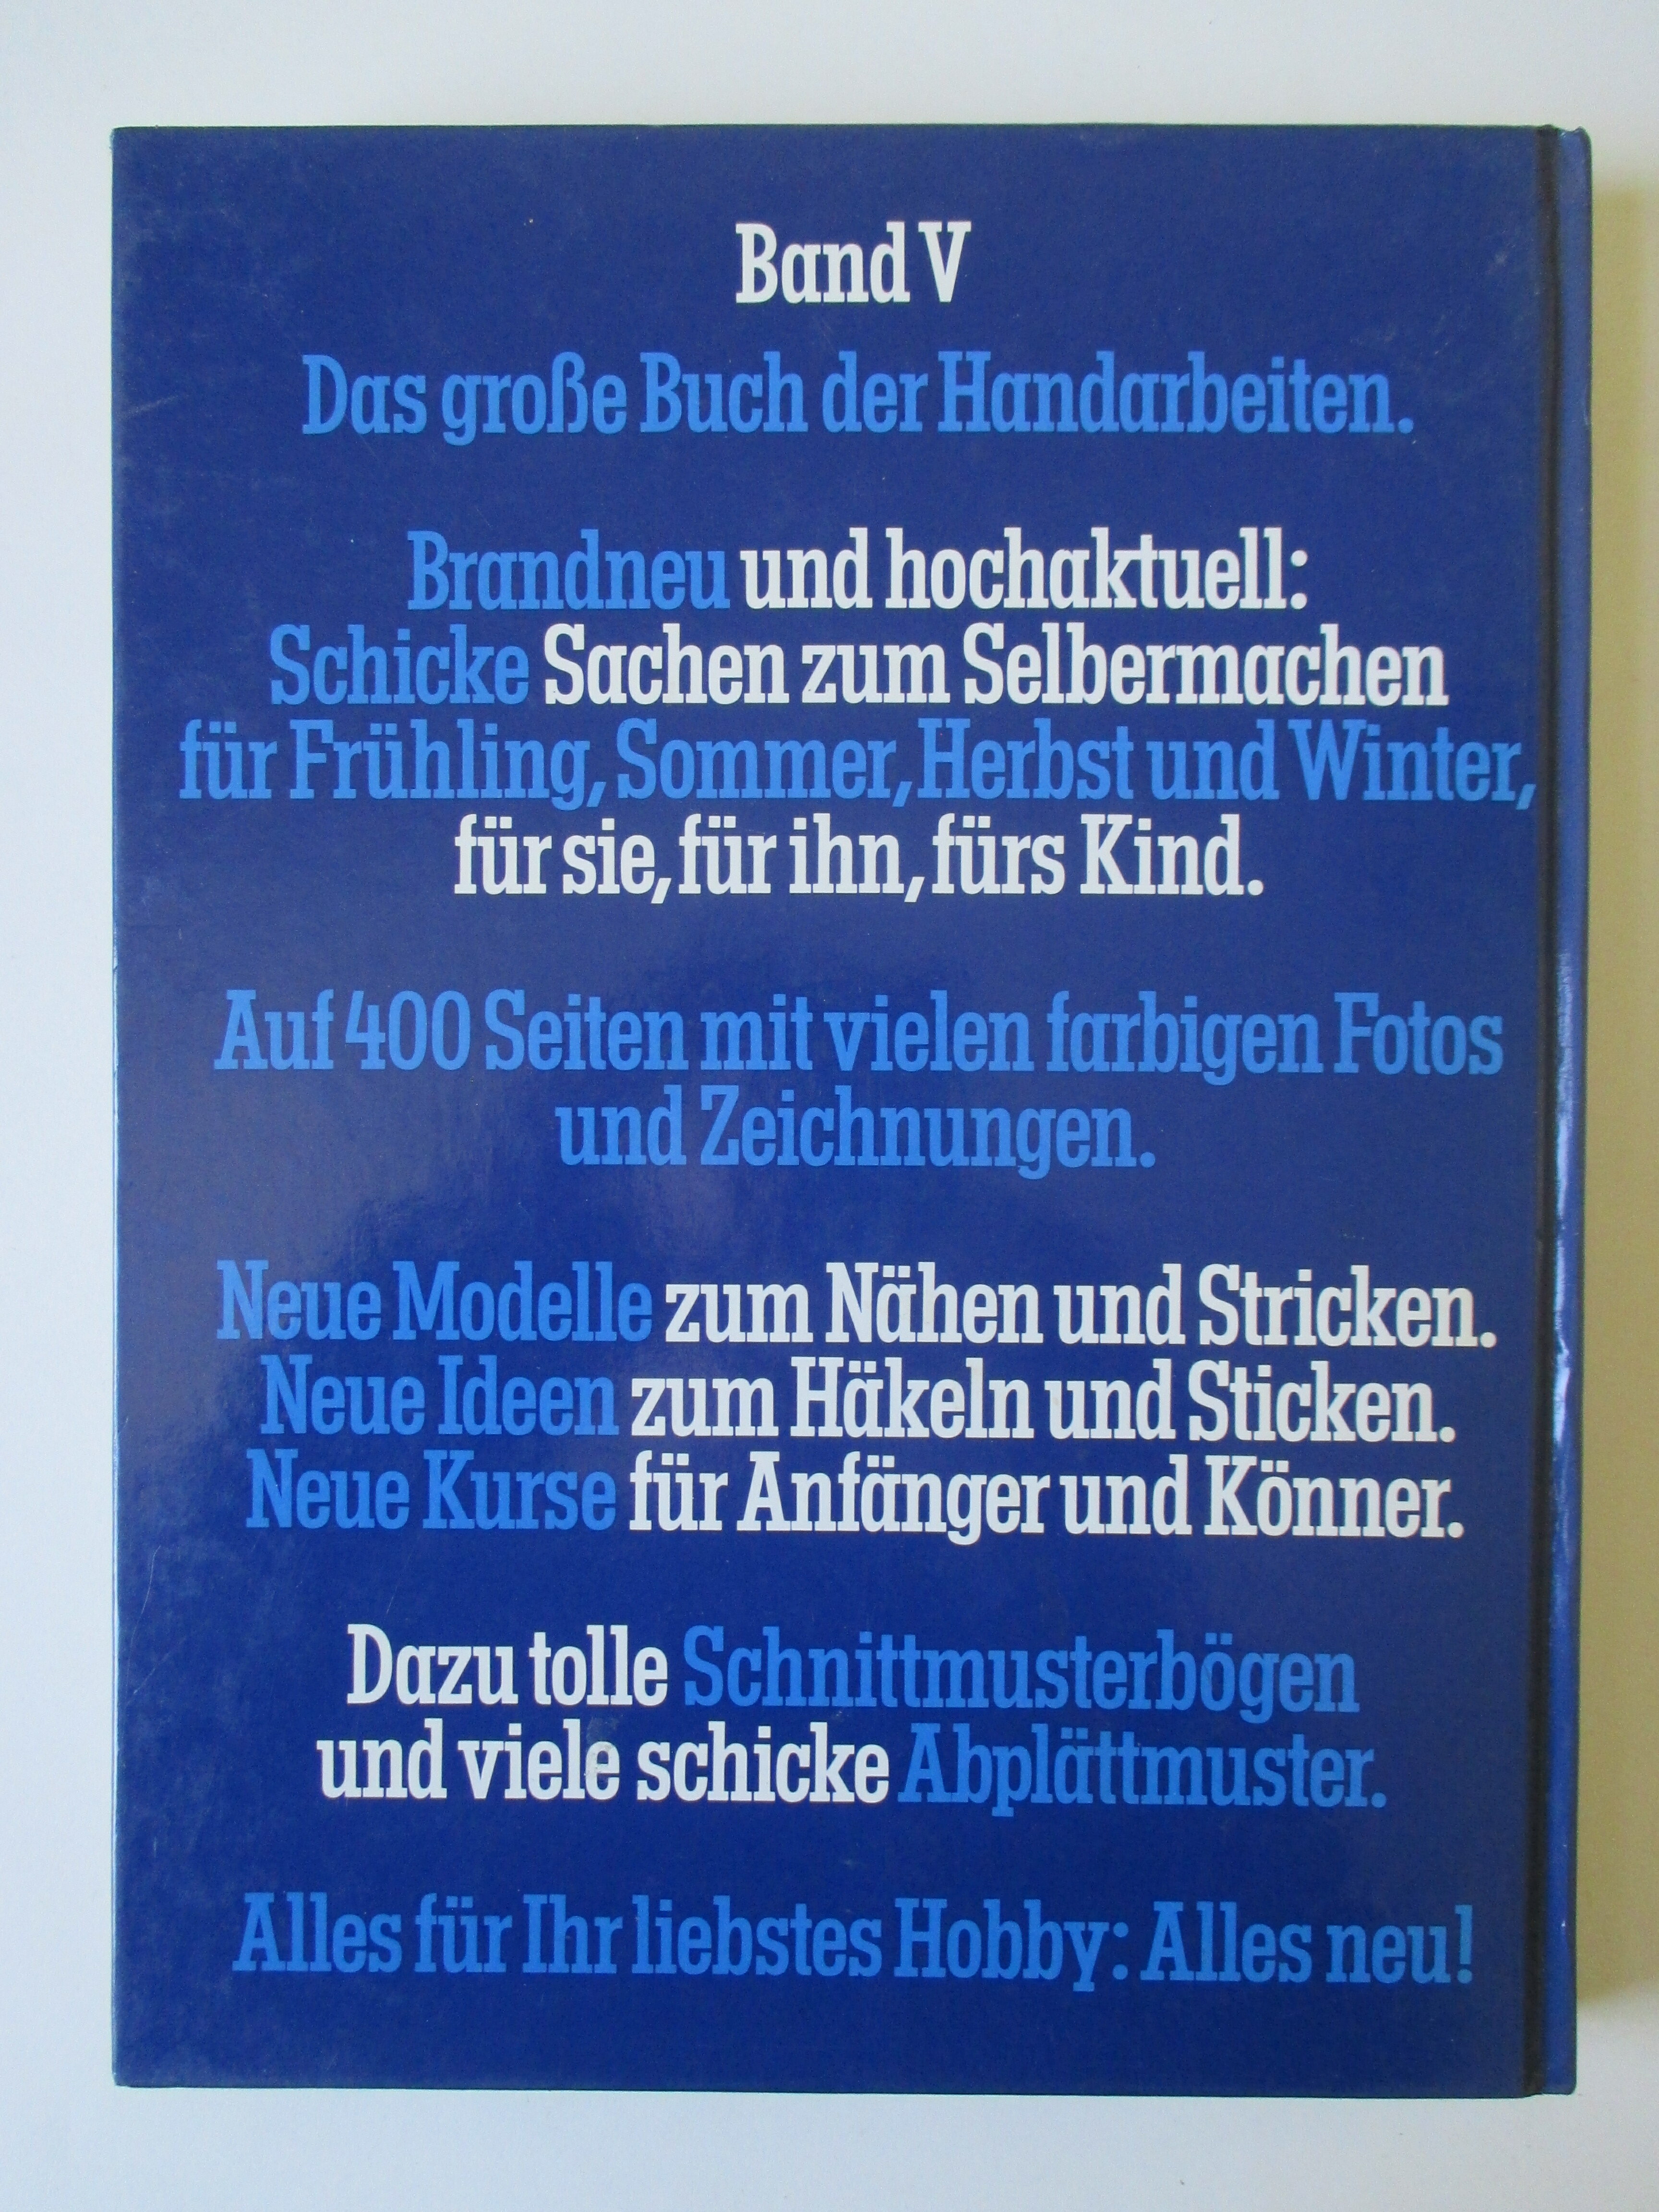 Band V
Das große Buch der Handarbeiten.
Brandneu und hochaktuell:
Schicke Sachen zum Selbermachen
für Frühling, Sommer, Herbst und Winter,
für sie, für ihn, fürs Kind.
Auf 400 Seiten mit vielen farbigen Fotos
und Zeichnungen.
Neue Modelle zum Nähen und Stricken.
Neue Ideen zum Häkeln und Sticken.
Neue Kurse für Anfänger und Könner.
Dazu tolle Schnittmusterbögen
und viele schicke Abplättmuster.
Alles für Ihr liebstes Hobby: Alles neu!